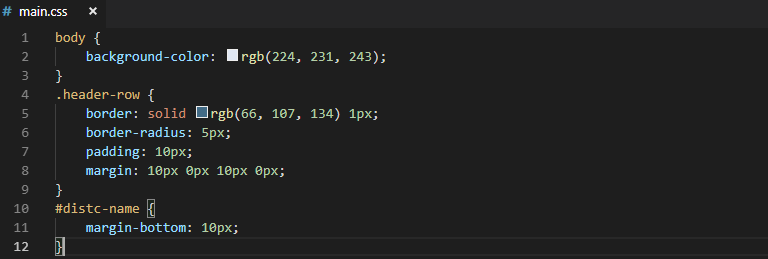 # main.css ×
1 body {
2 background-color: rgb(224, 231, 243);
3 }
4 .header-row {
5 border: solid rgb(66, 107, 134) 1px;
6 border-radius: 5px;
7 padding: 10px;
8 margin: 10px 0px 10px 0px;
9 }
10 #distc-name {
11 margin-bottom: 10px;
12 }